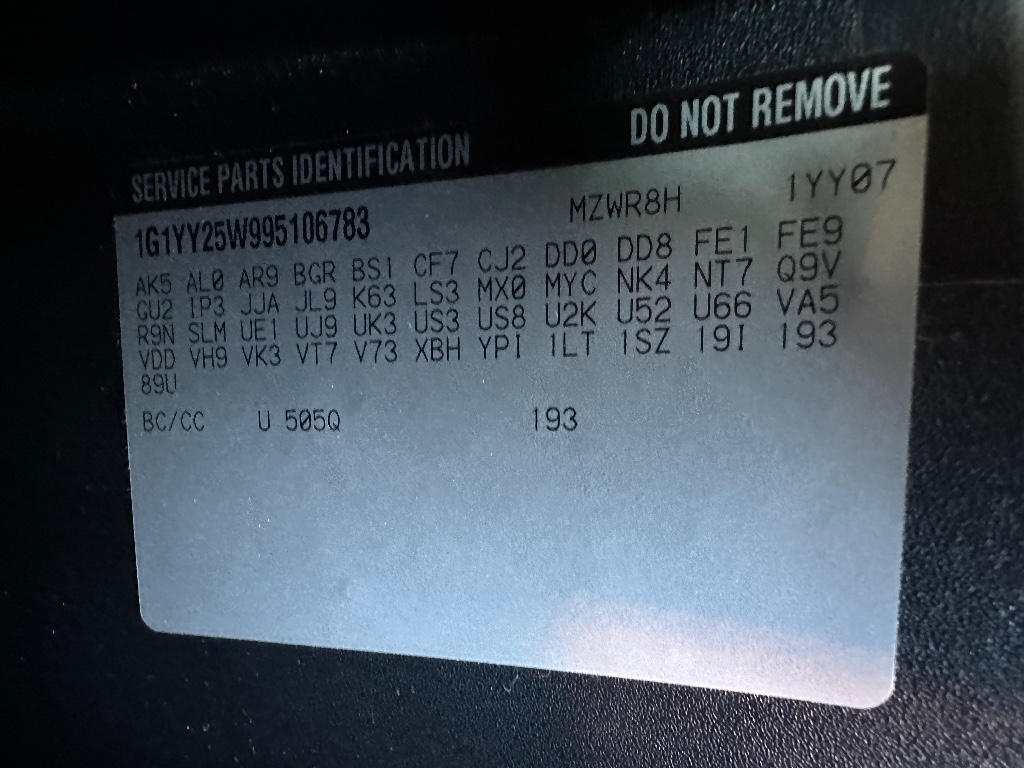 DO NOT REMOVE
SERVICE PARTS IDENTIFICATION
1G1YY25W995106783 MZWR8H 1YY07
AK5 AL0 AR9 BGR BS1 CF7 CJ2 DD0 DD8 FE1 FE9
GU2 IP3 JJA JL9 K63 LS3 MX0 MYC NK4 NT7 Q9V
R9N SLM UE1 UJ9 UK3 US3 US8 U2K U52 U66 VA5
VDD VH9 VK3 VT7 V73 XBH YPI 1LT 1SZ 19I 193
89U
BC/CC U 505Q 193